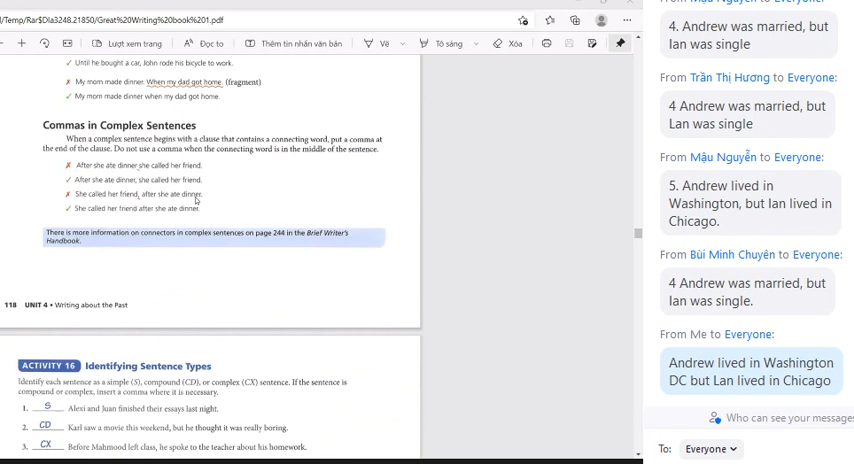 /Temp/Rar$DIa3248.21850/Great%20Writing%20book%201.pdf
Lượt xem trang
Đọc to
Thêm tin nhắn văn bản
Vẽ
Tô sáng
Xóa
✓ Until he bought a car, John rode his bicycle to work.
✗ My mom made dinner. When my dad got home. (fragment)
✓ My mom made dinner when my dad got home.
Commas in Complex Sentences
When a complex sentence begins with a clause that contains a connecting word, put a comma at
the end of the clause. Do not use a comma when the connecting word is in the middle of the sentence.
✗ After she ate dinner she called her friend.
✓ After she ate dinner, she called her friend.
✗ She called her friend, after she ate dinner.
✓ She called her friend after she ate dinner.
There is more information on connectors in complex sentences on page 244 in the Brief Writer's
Handbook.
118 UNIT 4 • Writing about the Past
ACTIVITY 16 Identifying Sentence Types
Identify each sentence as a simple (S), compound (CD), or complex (CX) sentence. If the sentence is
compound or complex, insert a comma where it is necessary.
1. S Alexi and Juan finished their essays last night.
2. CD Karl saw a movie this weekend, but he thought it was really boring.
3. CX Before Mahmood left class, he spoke to the teacher about his homework.
From Mậu Nguyễn to Everyone:
4. Andrew was married, but
Ian was single
From Trần Thị Hương to Everyone:
4 Andrew was married, but
Lan was single
From Mậu Nguyễn to Everyone:
5. Andrew lived in
Washington, but Ian lived in
Chicago.
From Bùi Minh Chuyên to Everyone:
4 Andrew was married, but
Ian was single.
From Me to Everyone:
Andrew lived in Washington
DC but Lan lived in Chicago
Who can see your messages
To: Everyone